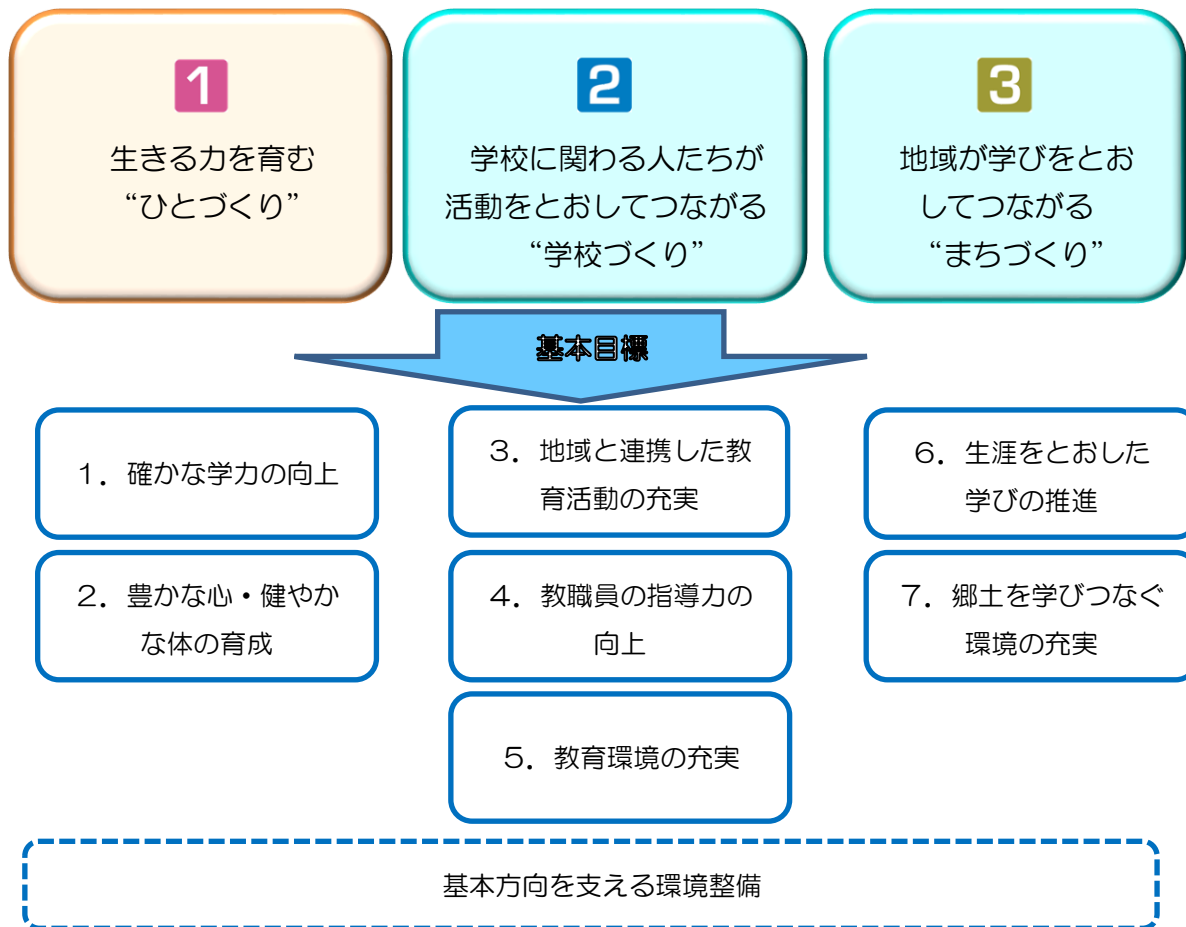 1
生きる力を育む
“ひとづくり”
2
学校に関わる人たちが
活動をとおしてつながる
“学校づくり”
3
地域が学びをとお
してつながる
“まちづくり”
基本目標
1．確かな学力の向上
2．豊かな心・健やか
な体の育成
3．地域と連携した教
育活動の充実
4．教職員の指導力の
向上
5．教育環境の充実
6．生涯をとおした
学びの推進
7．郷土を学びつなぐ
環境の充実
基本方向を支える環境整備